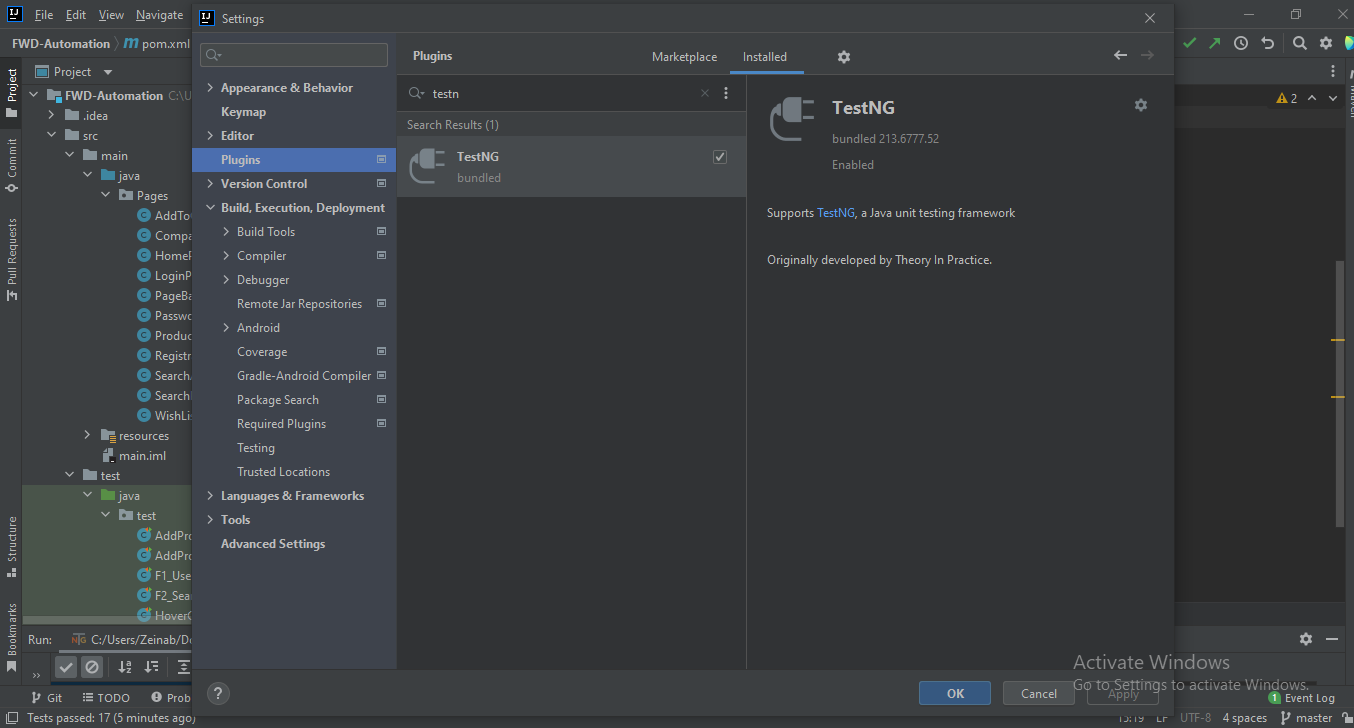 File Edit View Navigate
Settings
FWD-Automation pom.xml
Project
FWD-Automation C:\U
.idea
src
main
java
Pages
AddTo
Compa
HomeP
LoginP
PageBa
Passwo
Produc
Registr
Search
SearchI
WishLis
resources
main.iml
test
java
test
AddPro
AddPro
F1_Use
F2_Sea
HoverC
Project
Commit
Pull Requests
Structure
Bookmarks
Appearance & Behavior
Keymap
Editor
Plugins
Version Control
Build, Execution, Deployment
Build Tools
Compiler
Debugger
Remote Jar Repositories
Android
Coverage
Gradle-Android Compiler
Package Search
Required Plugins
Testing
Trusted Locations
Languages & Frameworks
Tools
Advanced Settings
Plugins Marketplace Installed
testn
Search Results (1)
TestNG
bundled
TestNG
bundled 213.6777.52
Enabled
Supports TestNG, a Java unit testing framework
Originally developed by Theory In Practice.
2
OK Cancel Apply
Run: C:/Users/Zeinab/Do
Activate Windows
Go to Settings to activate Windows.
Git TODO Prob
1 Event Log
Tests passed: 17 (5 minutes ago)
15:19 LF UTF-8 4 spaces master